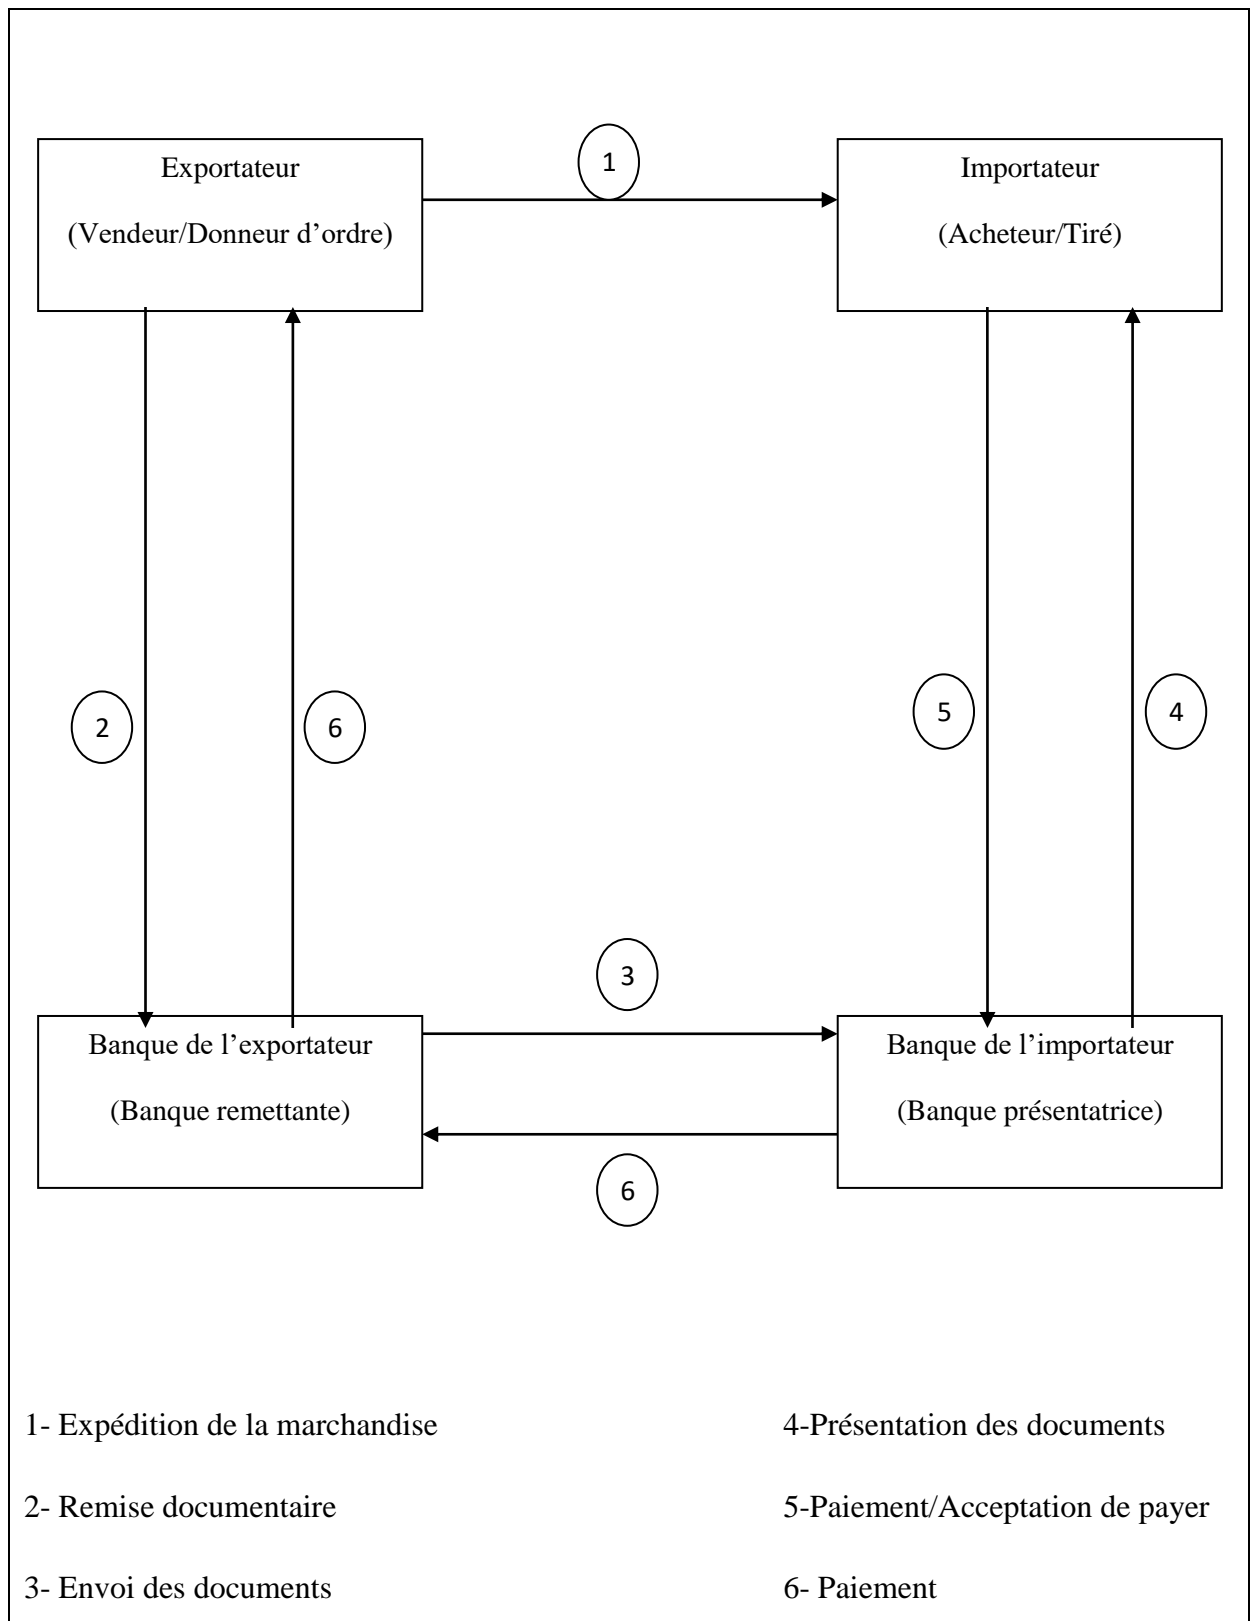 1
Exportateur
(Vendeur/Donneur d’ordre)
Importateur
(Acheteur/Tiré)
2
6
5
4
3
Banque de l’exportateur
(Banque remettante)
Banque de l’importateur
(Banque présentatrice)
6
1- Expédition de la marchandise
4-Présentation des documents
2- Remise documentaire
5-Paiement/Acceptation de payer
3- Envoi des documents
6- Paiement